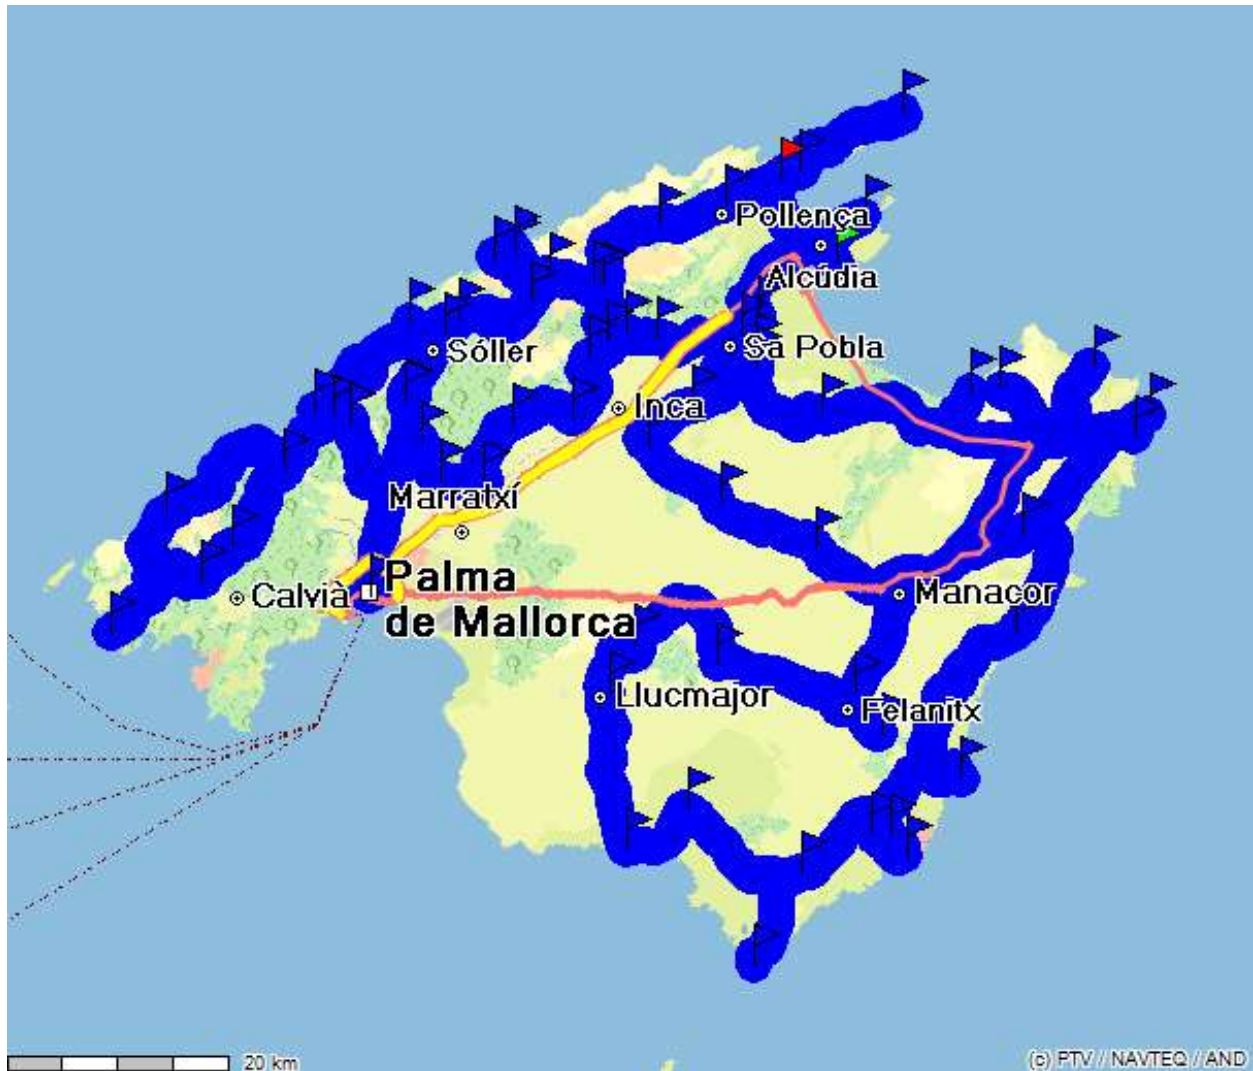 Pollença
Alcúdia
Sóller
Sa Pobla
Inca
Marratxí
Palma
de Mallorca
Calvià
Manacor
Llucmajor
Felanitx
20 km
(c) PTV / NAVTEQ / AND